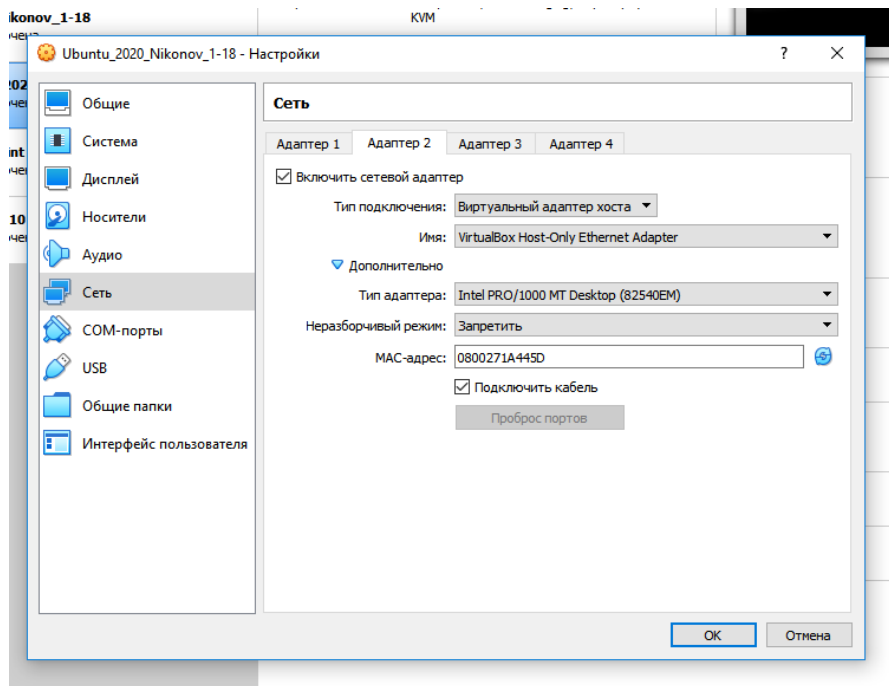 ikonov_1-18
KVM
Ubuntu_2020_Nikonov_1-18 - Настройки
?
Общие
Система
Дисплей
Носители
Аудио
Сеть
COM-порты
USB
Общие папки
Интерфейс пользователя
Сеть
Адаптер 1 Адаптер 2 Адаптер 3 Адаптер 4
Включить сетевой адаптер
Тип подключения: Виртуальный адаптер хоста
Имя: VirtualBox Host-Only Ethernet Adapter
Дополнительно
Тип адаптера: Intel PRO/1000 MT Desktop (82540EM)
Неразборчивый режим: Запретить
MAC-адрес: 0800271A445D
Подключить кабель
Проброс портов
OK Отмена